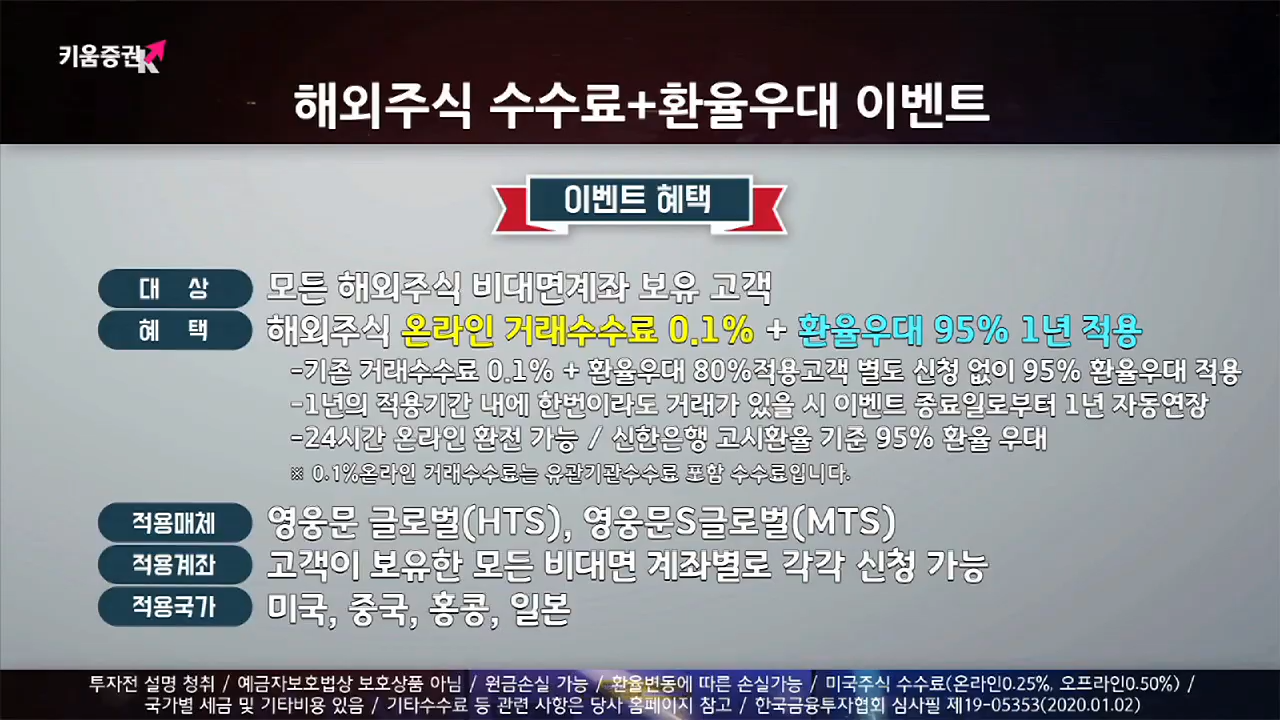 키움증권
해외주식 수수료+환율우대 이벤트
이벤트 혜택
대 상 모든 해외주식 비대면계좌 보유 고객
혜 택 해외주식 온라인 거래수수료 0.1% + 환율우대 95% 1년 적용
-기존 거래수수료 0.1% + 환율우대 80%적용고객 별도 신청 없이 95% 환율우대 적용
-1년의 적용기간 내에 한번이라도 거래가 있을 시 이벤트 종료일로부터 1년 자동연장
-24시간 온라인 환전 가능 / 신한은행 고시환율 기준 95% 환율 우대
※ 0.1%온라인 거래수수료는 유관기관수수료 포함 수수료입니다.
적용매체 영웅문 글로벌(HTS), 영웅문S글로벌(MTS)
적용계좌 고객이 보유한 모든 비대면 계좌별로 각각 신청 가능
적용국가 미국, 중국, 홍콩, 일본
투자전 설명 청취 / 예금자보호법상 보호상품 아님 / 원금손실 가능 / 환율변동에 따른 손실가능 / 미국주식 수수료(온라인0.25%, 오프라인0.50%) /
국가별 세금 및 기타비용 있음 / 기타수수료 등 관련 사항은 당사 홈페이지 참고 / 한국금융투자협회 심사필 제19-05353(2020.01.02)